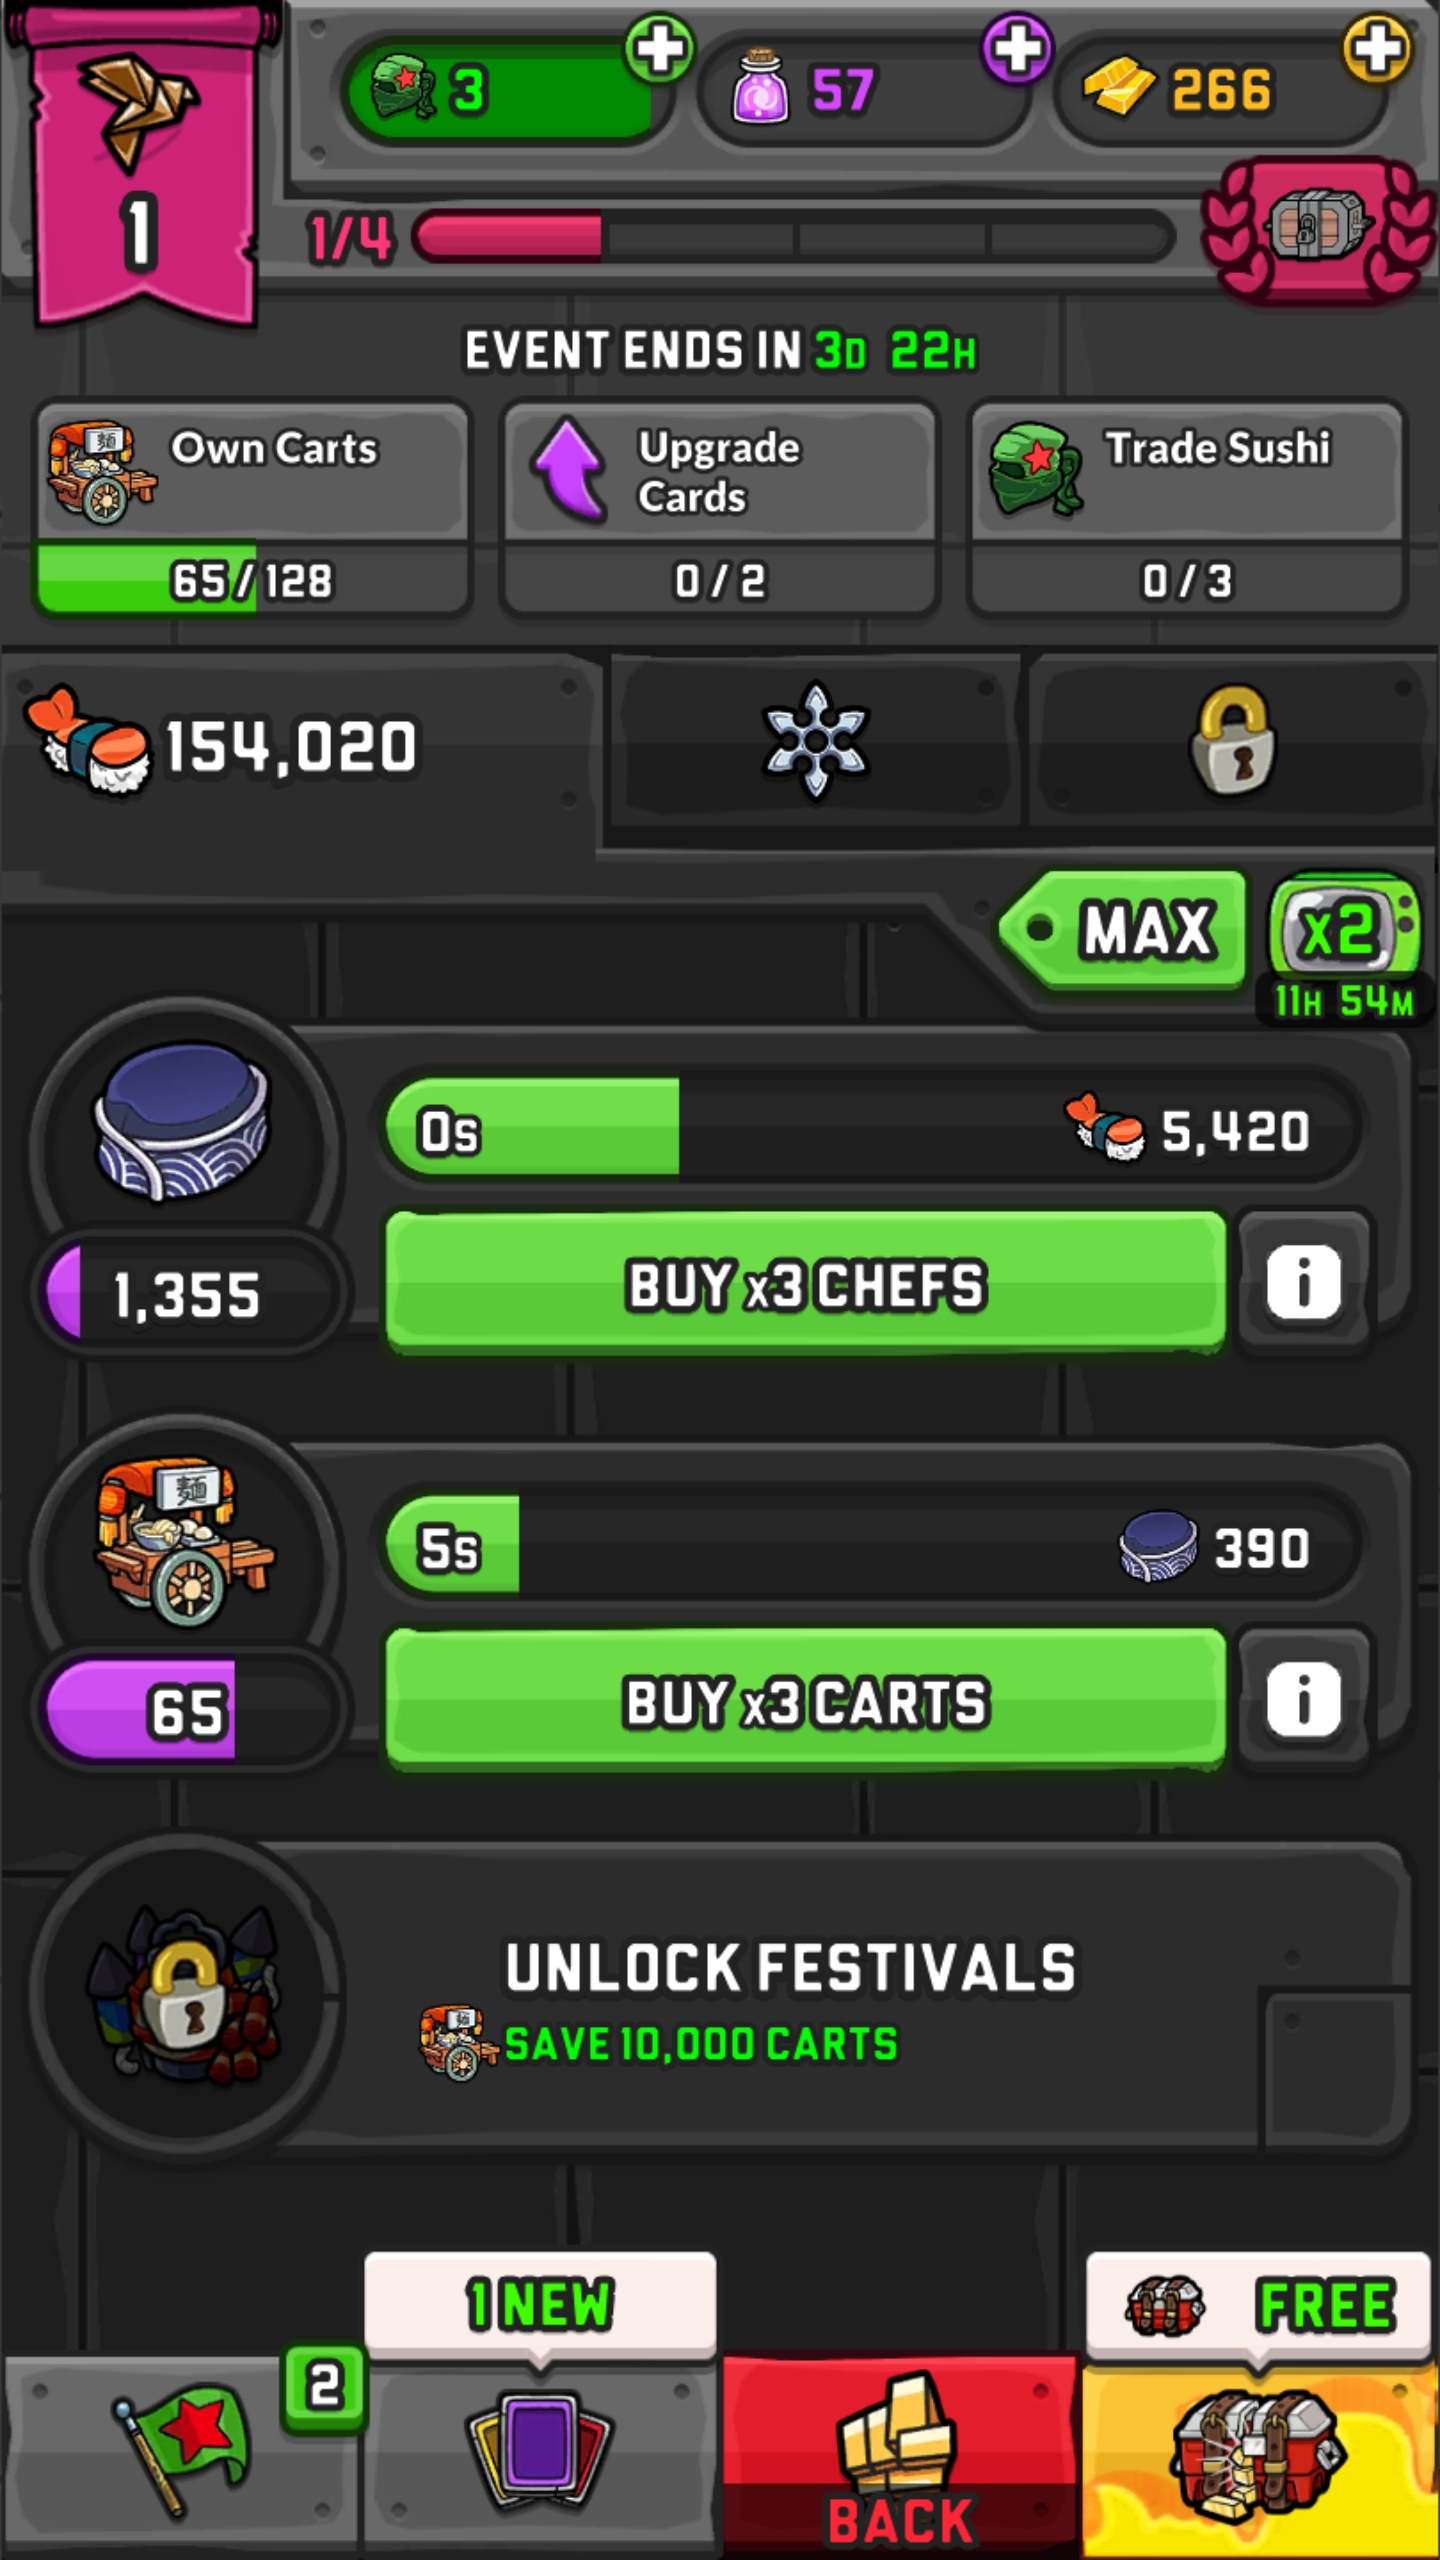 3
57
266
1
1/4
EVENT ENDS IN 3D 22H
Own Carts
65/128
Upgrade
Cards
0/2
Trade Sushi
0/3
154,020
MAX
x2
11H 54M
0s
5,420
1,355
BUY x3 CHEFS
i
麺
5s
390
65
BUY x3 CARTS
i
UNLOCK FESTIVALS
SAVE 10,000 CARTS
1 NEW
FREE
2
BACK